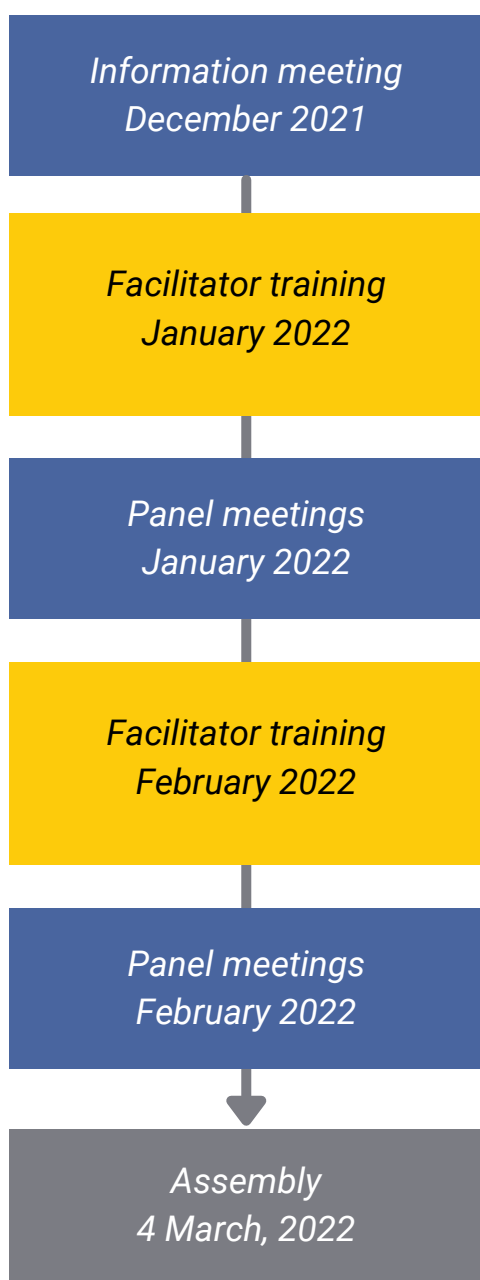 Information meeting
December 2021
Facilitator training
January 2022
Panel meetings
January 2022
Facilitator training
February 2022
Panel meetings
February 2022
Assembly
4 March, 2022